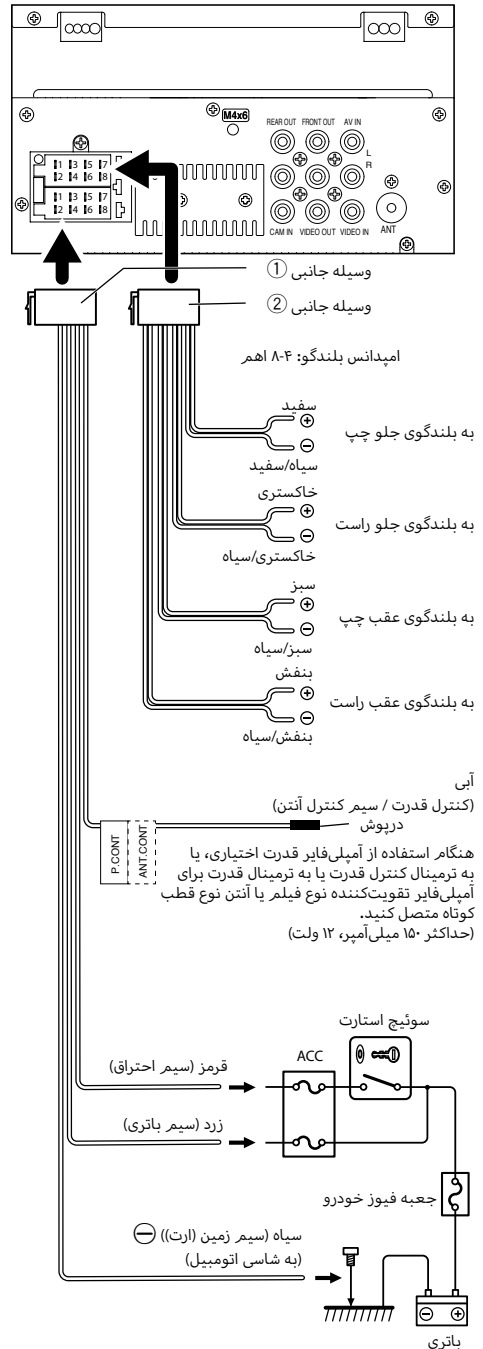 M4x6
REAR OUT FRONT OUT AV IN
L
R
1 3 5 7
2 4 6 8
1 3 5 7
2 4 6 8
CAM IN VIDEO OUT VIDEO IN
ANT
وسیله جانبی ①
وسیله جانبی ②
امپدانس بلندگو: ۴-۸ اهم
سفید
⊕
به بلندگوی جلو چپ
⊖
سیاه/سفید
خاکستری
⊕
به بلندگوی جلو راست
⊖
خاکستری/سیاه
سبز
⊕
به بلندگوی عقب چپ
⊖
سبز/سیاه
بنفش
⊕
به بلندگوی عقب راست
⊖
بنفش/سیاه
آبی
(کنترل قدرت / سیم کنترل آنتن)
درپوش
P.CONT
ANT.CONT
هنگام استفاده از آمپلی‌فایر قدرت اختیاری، یا
به ترمینال کنترل قدرت یا به ترمینال قدرت برای
آمپلی‌فایر تقویت‌کننده نوع فیلم یا آنتن نوع قطب
کوتاه متصل کنید.
(حداکثر ۱۵۰ میلی‌آمپر، ۱۲ ولت)
سوئیچ استارت
ACC
قرمز (سیم احتراق)
زرد (سیم باتری)
جعبه فیوز خودرو
سیاه (سیم زمین (ارت)) ⊖
(به شاسی اتومبیل)
⊖ ⊕
باتری